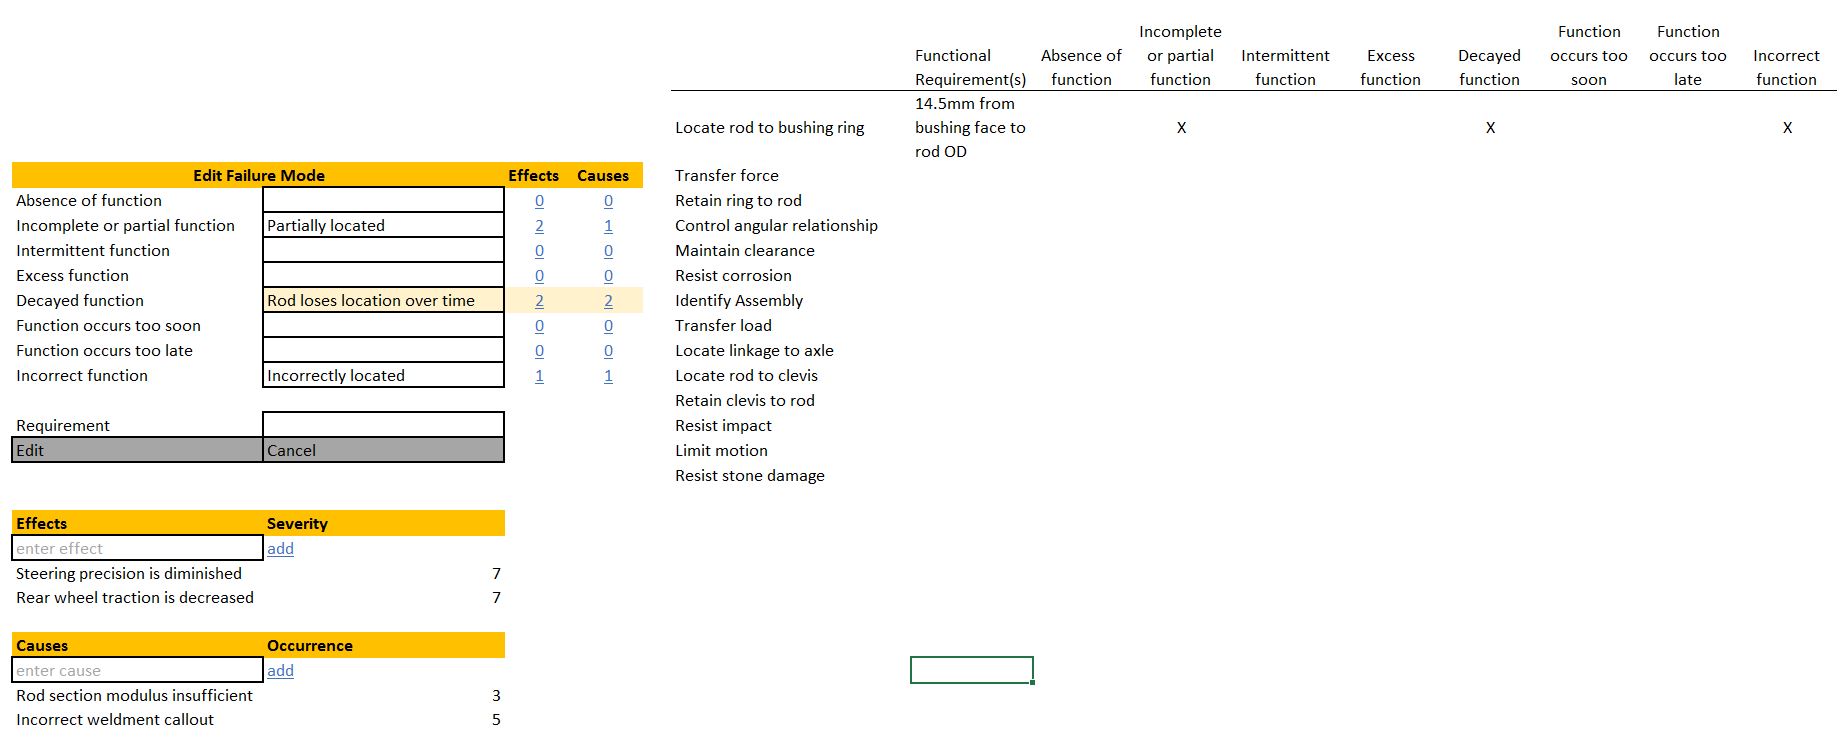 Incomplete Function Function
Functional Absence of or partial Intermittent Excess Decayed occurs too occurs too Incorrect
Requirement(s) function function function function function soon late function
14.5mm from
Locate rod to bushing ring bushing face to X X X
rod OD
Edit Failure Mode Effects Causes Transfer force
Absence of function 0 0 Retain ring to rod
Incomplete or partial function Partially located 2 1 Control angular relationship
Intermittent function 0 0 Maintain clearance
Excess function 0 0 Resist corrosion
Decayed function Rod loses location over time 2 2 Identify Assembly
Function occurs too soon 0 0 Transfer load
Function occurs too late 0 0 Locate linkage to axle
Incorrect function Incorrectly located 1 1 Locate rod to clevis
Retain clevis to rod
Requirement Resist impact
Edit Cancel Limit motion
Resist stone damage
Effects Severity
enter effect add
Steering precision is diminished 7
Rear wheel traction is decreased 7
Causes Occurrence
enter cause add
Rod section modulus insufficient 3
Incorrect weldment callout 5